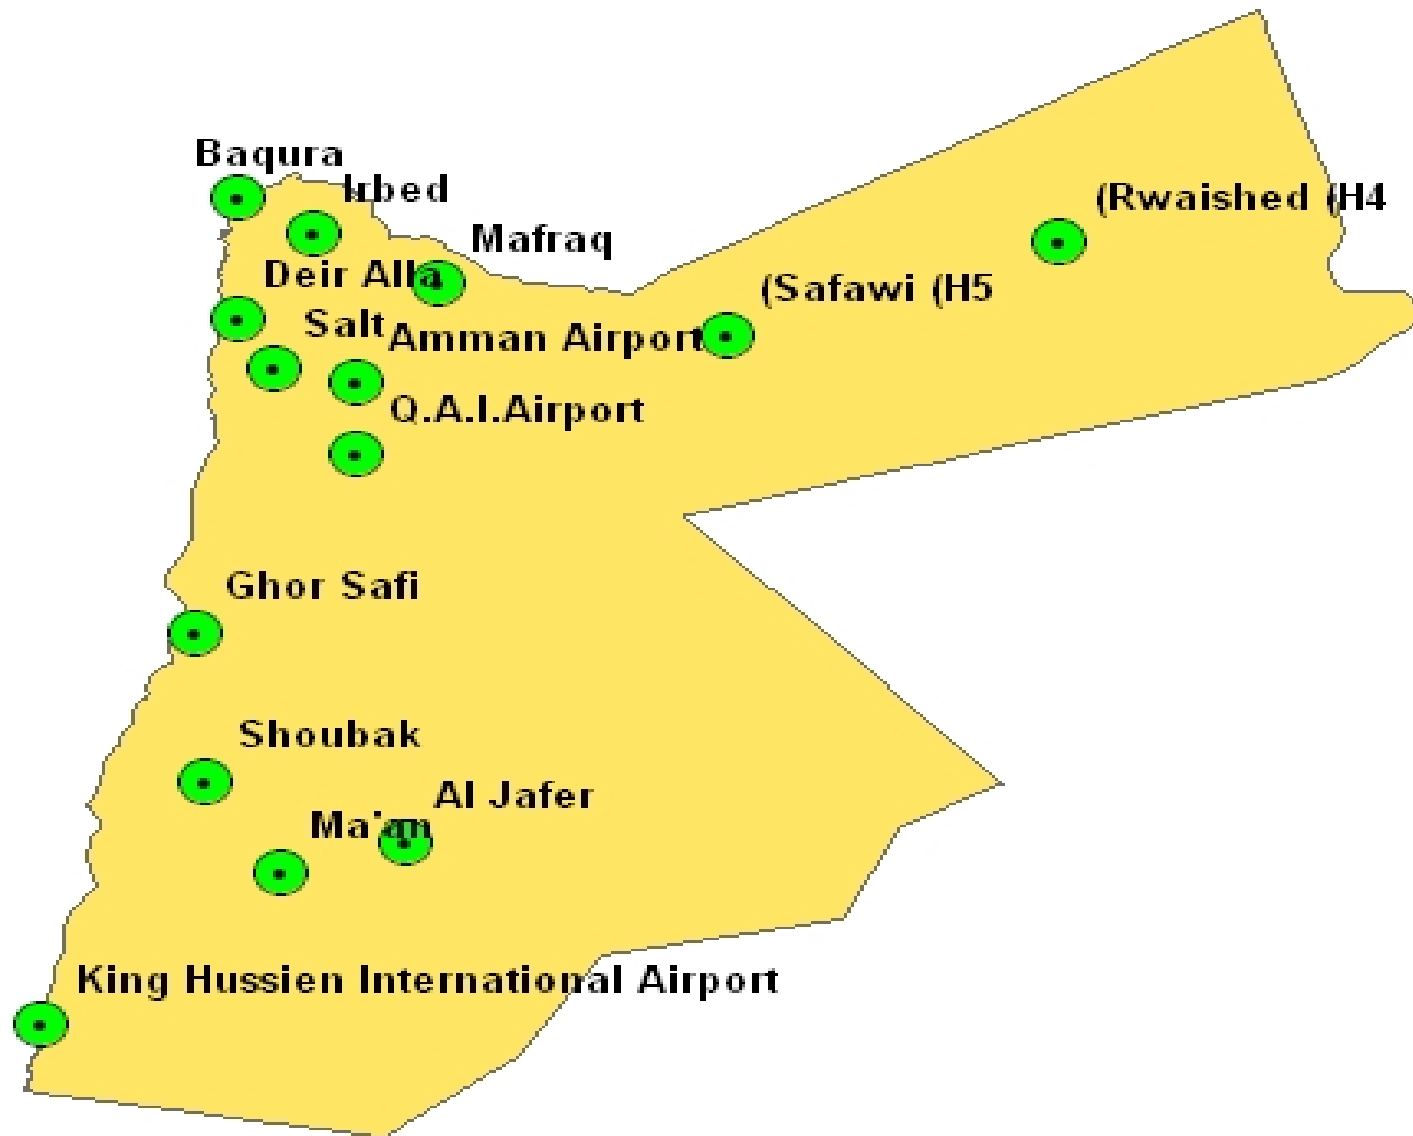 Baqura
Irbed
(Rwaished (H4
Mafraq
Deir Alla
(Safawi (H5
Salt
Amman Airport
Q.A.I.Airport
Ghor Safi
Shoubak
Al Jafer
Ma'an
King Hussien International Airport